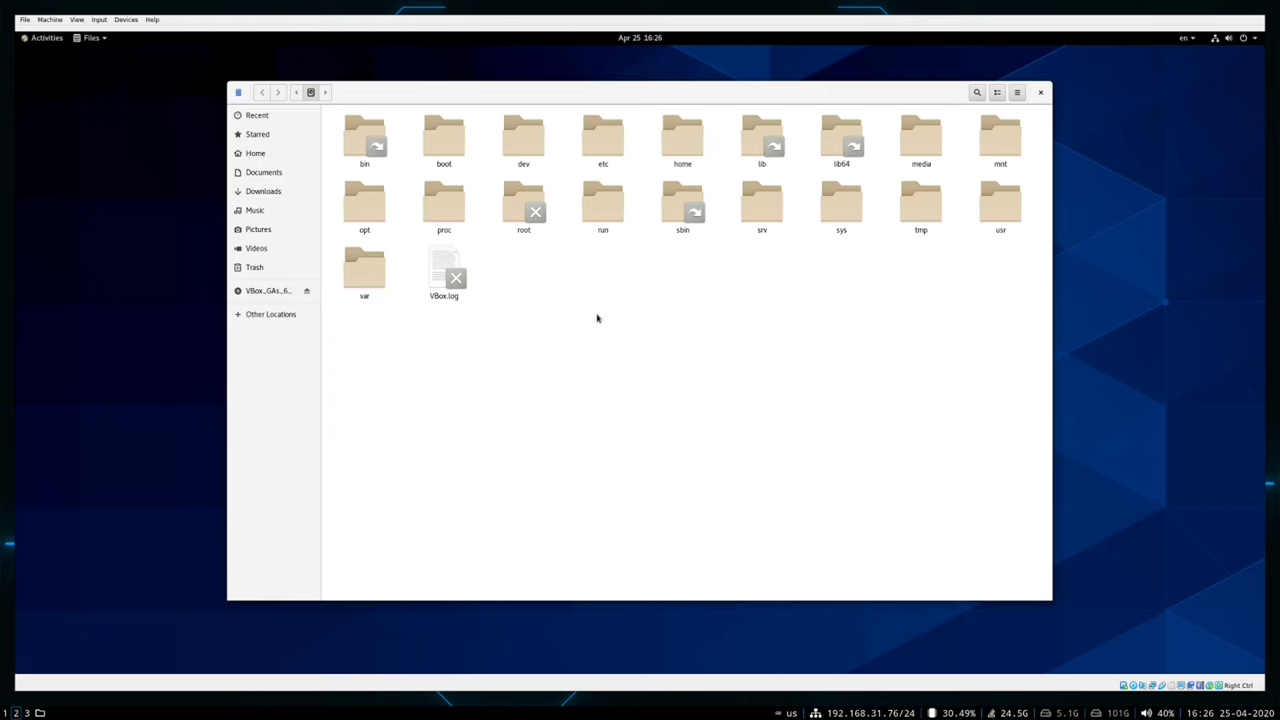 File Machine View Input Devices Help
Activities Files Apr 25 16:26 en
Recent
Starred
Home
Documents
Downloads
Music
Pictures
Videos
Trash
VBox_GAs_6...
Other Locations
bin boot dev etc home lib lib64 media mnt
opt proc root run sbin srv sys tmp usr
var VBox.log
Right Ctrl
1 2 3 us 192.168.31.76/24 30.49% 24.5G 5.1G 101G 40% 16:26 25-04-2020